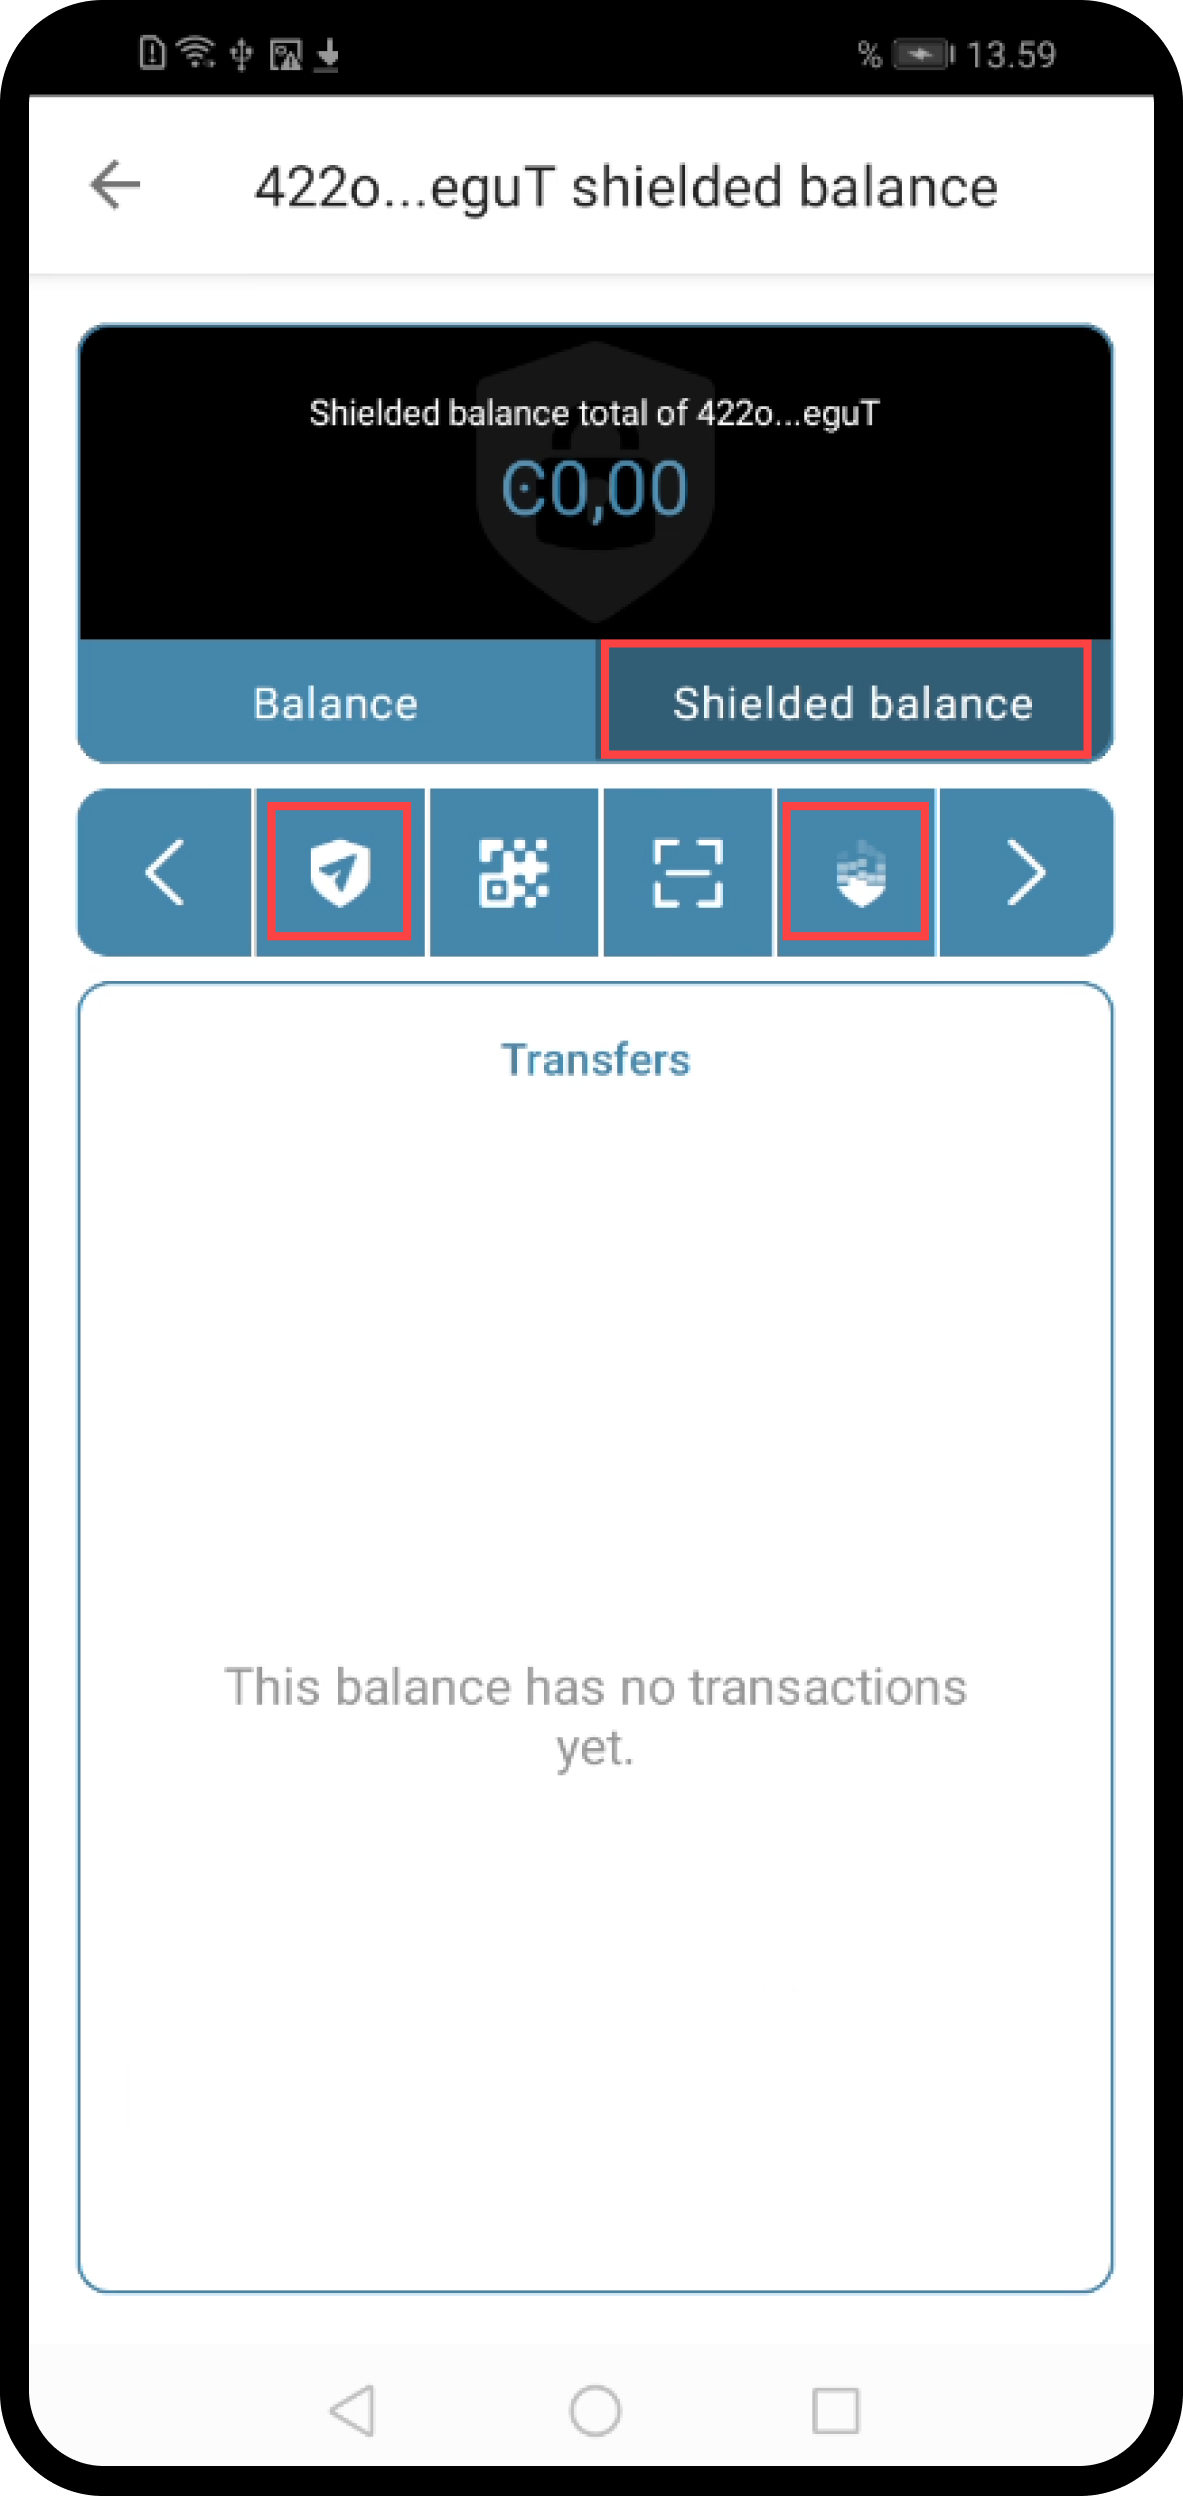 % 13.59
422o...eguT shielded balance
Shielded balance total of 422o...eguT
Ͼ0,00
Balance
Shielded balance
Transfers
This balance has no transactions
yet.